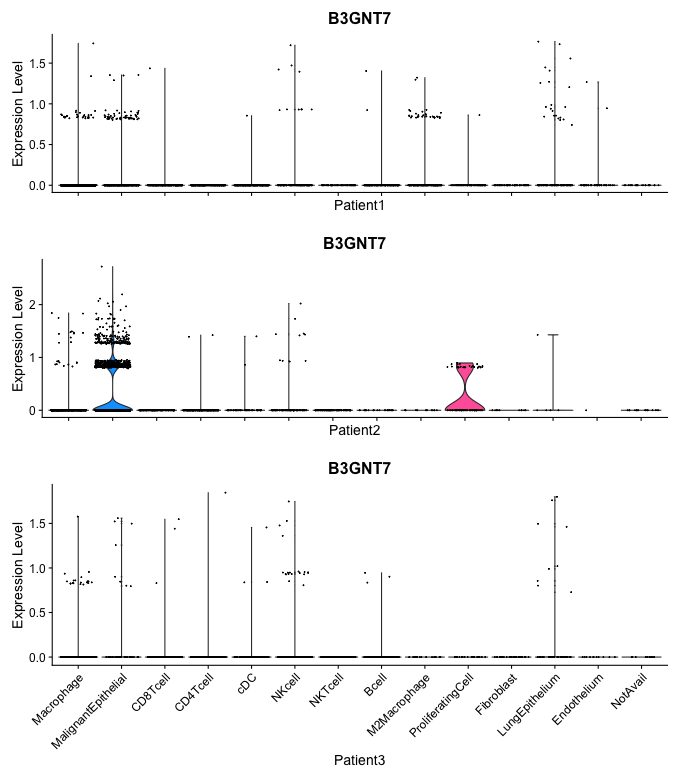 B3GNT7
Expression Level
1.5
1.0
0.5
0.0
Patient1
B3GNT7
Expression Level
2
1
0
Patient2
B3GNT7
Expression Level
1.5
1.0
0.5
0.0
Macrophage
MalignantEpithelial
CD8Tcell
CD4Tcell
cDC
NKcell
NKTcell
Bcell
M2Macrophage
ProliferatingCell
Fibroblast
LungEpithelium
Endothelium
NotAvail
Patient3